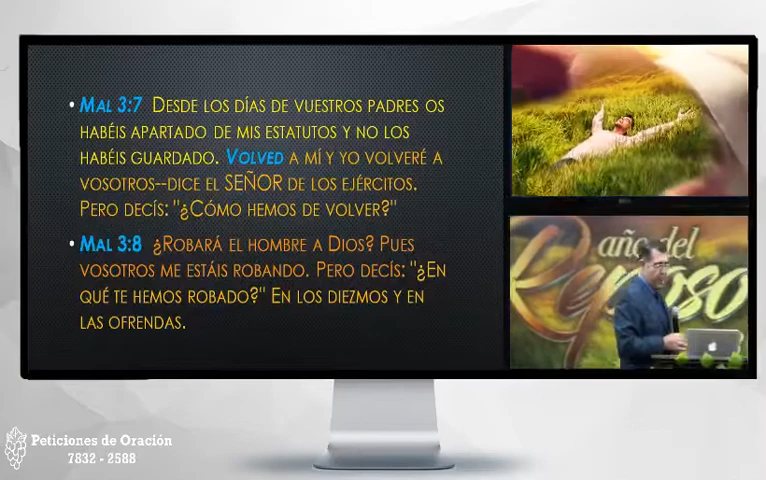 • Mal 3:7 Desde los días de vuestros padres os
habéis apartado de mis estatutos y no los
habéis guardado. Volved a mí y yo volveré a
vosotros--dice el SEÑOR de los ejércitos.
Pero decís: "¿Cómo hemos de volver?"
• Mal 3:8 ¿Robará el hombre a Dios? Pues
vosotros me estáis robando. Pero decís: "¿En
qué te hemos robado?" En los diezmos y en
las ofrendas.
año del
Reposo
Peticiones de Oración
7832 - 2588